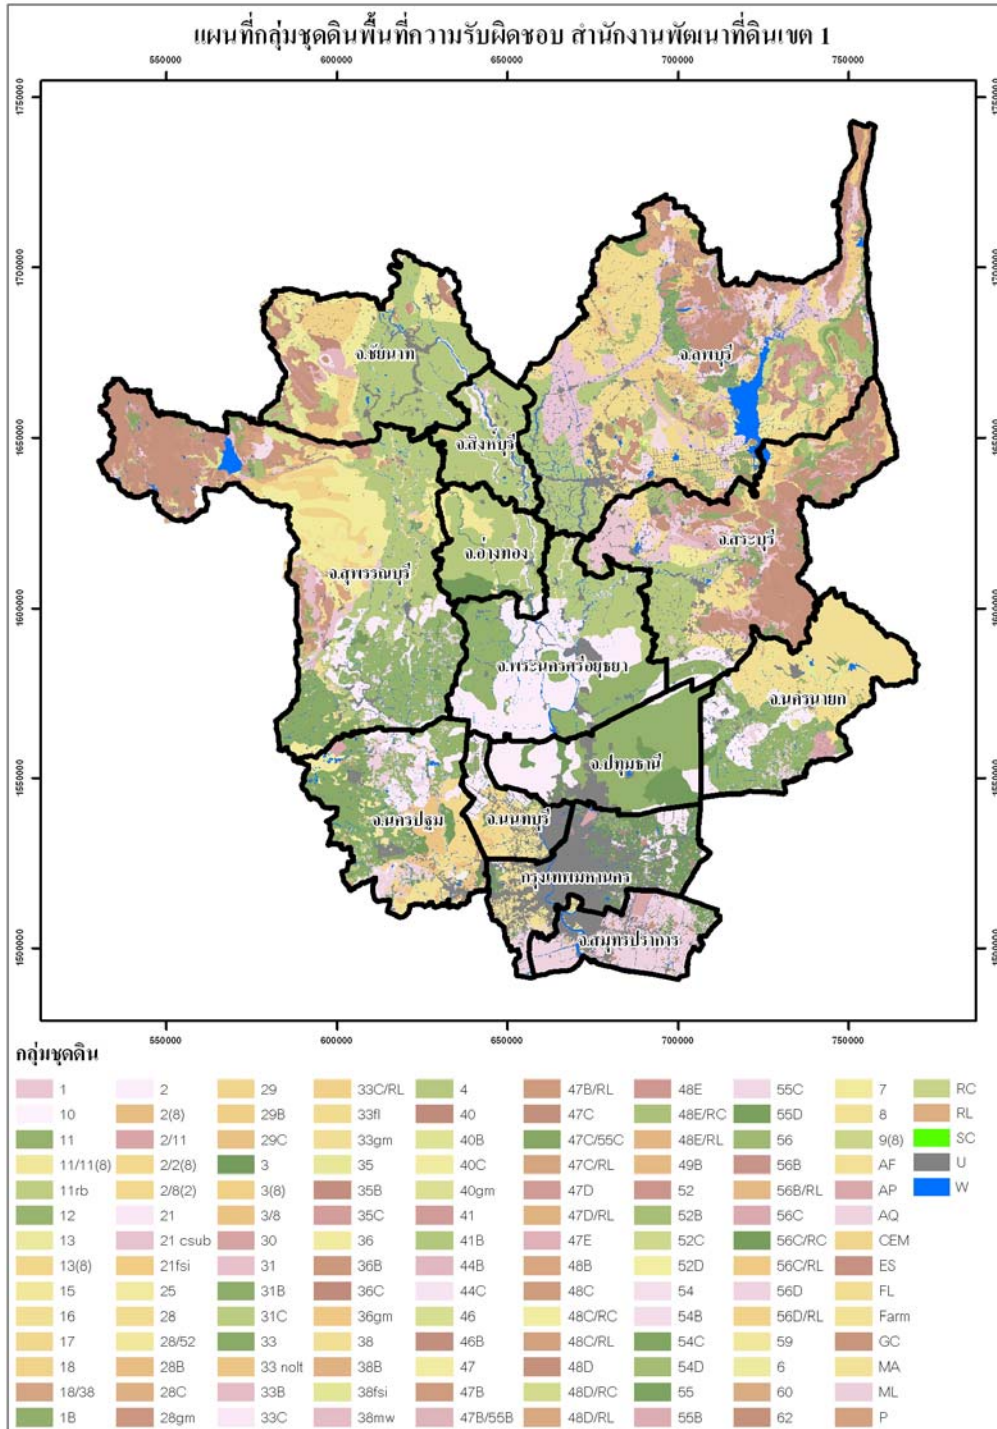 แผนที่กลุ่มชุดดินพื้นที่ความรับผิดชอบ สำนักงานพัฒนาที่ดินเขต 1
550000 600000 650000 700000 750000
1750000 1750000
1700000 1700000
จ.ชัยนาท จ.ลพบุรี
1650000 1650000
จ.สิงห์บุรี
จ.อ่างทอง จ.สระบุรี
จ.สุพรรณบุรี
1600000 1600000
จ.พระนครศรีอยุธยา
จ.นครนายก
จ.ปทุมธานี
1550000 1550000
จ.นครปฐม จ.นนทบุรี
กรุงเทพมหานคร
จ.สมุทรปราการ
1500000 1500000
550000 600000 650000 700000 750000
กลุ่มชุดดิน
1 2 29 33C/RL 4 47B/RL 48E 55C 7 RC
10 2(8) 29B 33fl 40 47C 48E/RC 55D 8 RL
11 2/11 29C 33gm 40B 47C/55C 48E/RL 56 9(8) SC
11/11(8) 2/2(8) 3 35 40C 47C/RL 49B 56B AF U
11rb 2/8(2) 3(8) 35B 40gm 47D 52 56B/RL AP W
12 21 3/8 35C 41 47D/RL 52B 56C AQ
13 21 csub 30 36 41B 47E 52C 56C/RC CEM
13(8) 21fsi 31 36B 44B 48B 52D 56C/RL ES
15 25 31B 36C 44C 48C 54 56D FL
16 28 31C 36gm 46 48C/RC 54B 56D/RL Farm
17 28/52 33 38 46B 48C/RL 54C 59 GC
18 28B 33 nolt 38B 47 48D 54D 6 MA
18/38 28C 33B 38fsi 47B 48D/RC 55 60 ML
1B 28gm 33C 38mw 47B/55B 48D/RL 55B 62 P